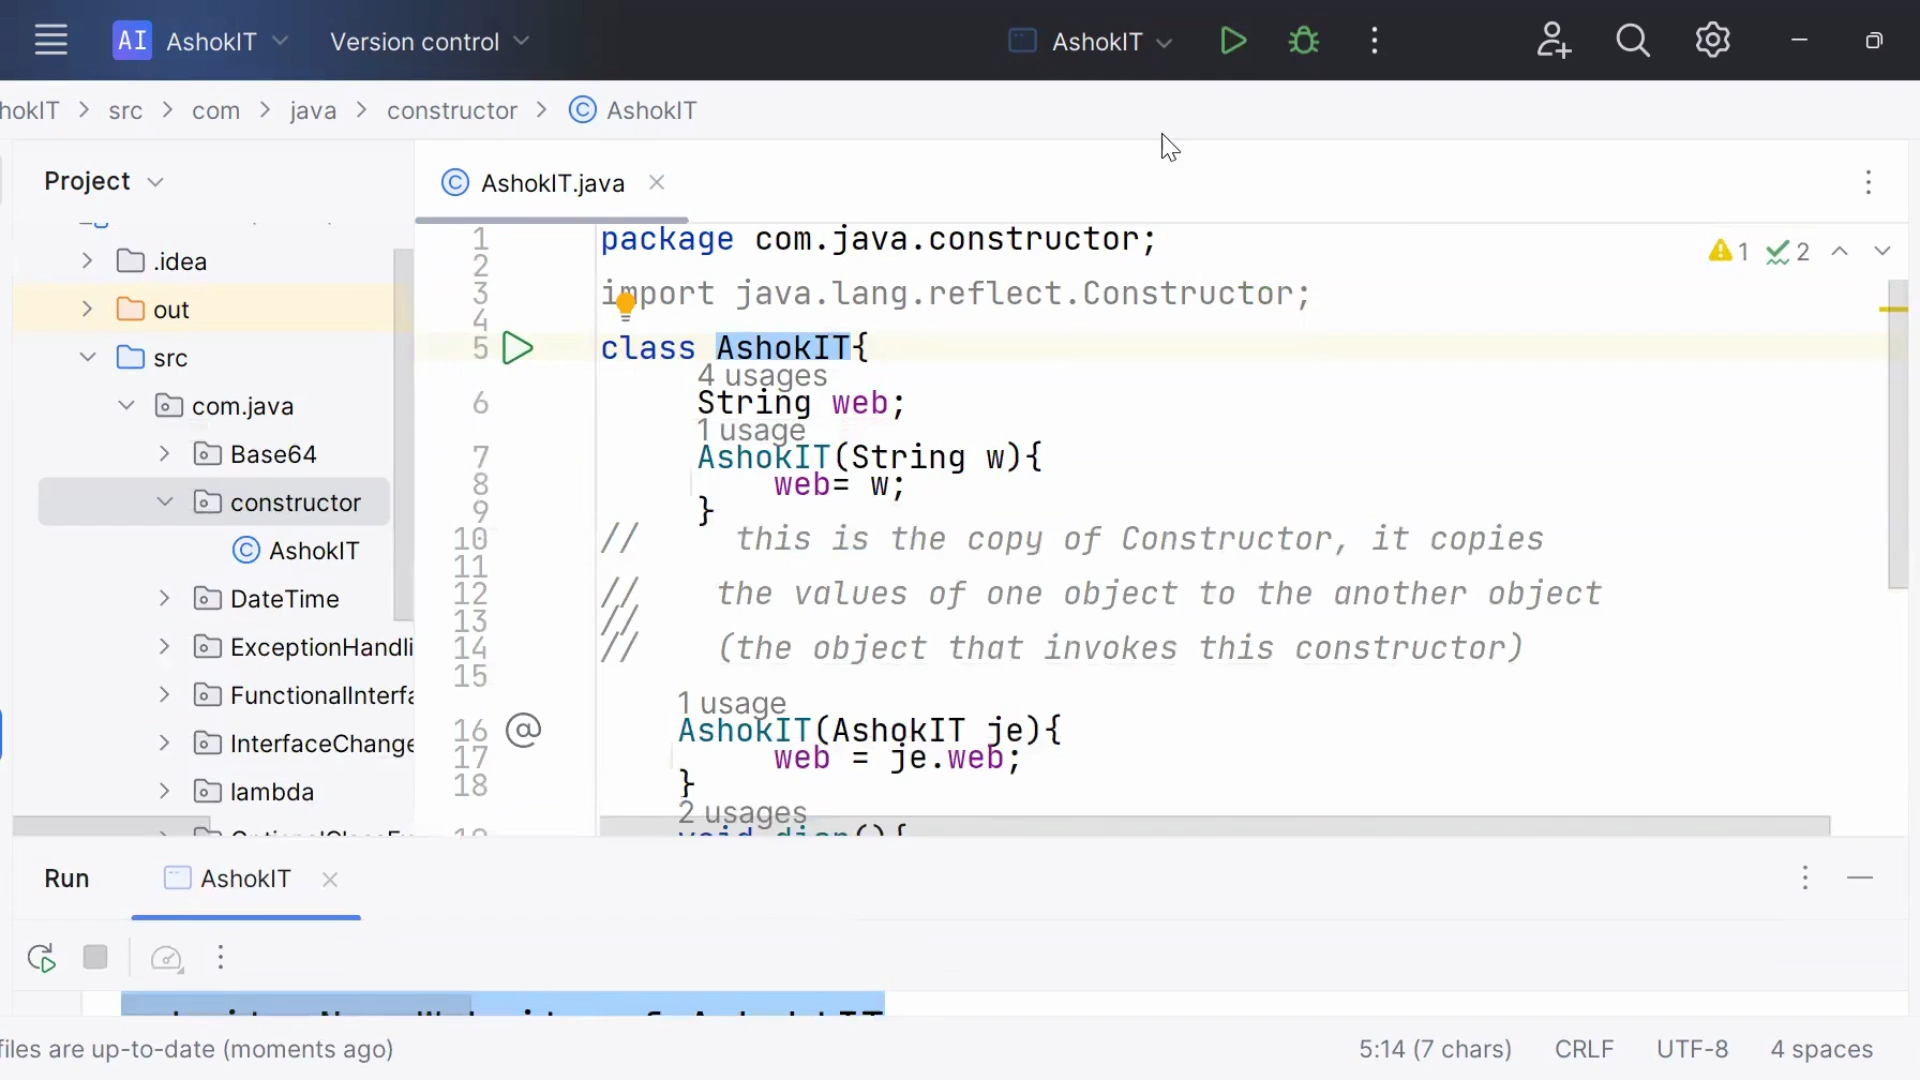 AI AshokIT Version control AshokIT
hokIT > src > com > java > constructor > AshokIT
Project
AshokIT.java
.idea
out
src
com.java
Base64
constructor
AshokIT
DateTime
ExceptionHandli
FunctionalInterfa
InterfaceChange
lambda
1 package com.java.constructor;
2
3 import java.lang.reflect.Constructor;
4
5 class AshokIT{
4 usages
6 String web;
1 usage
7 AshokIT(String w){
8 web= w;
9 }
10 // this is the copy of Constructor, it copies
11
12 // the values of one object to the another object
13 //
14 // (the object that invokes this constructor)
15
1 usage
16 @ AshokIT(AshokIT je){
17 web = je.web;
18 }
2 usages
void disp(){
1 2
Run AshokIT
files are up-to-date (moments ago) 5:14 (7 chars) CRLF UTF-8 4 spaces